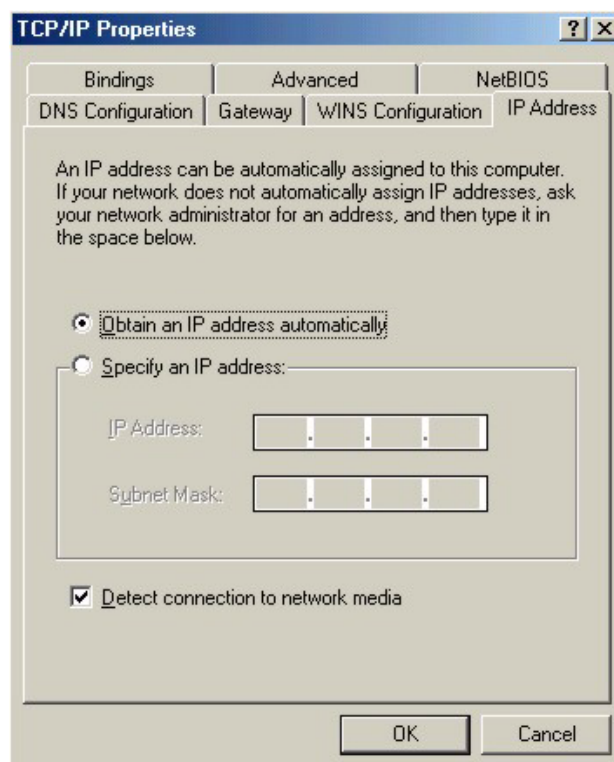 TCP/IP Properties
Bindings
Advanced
NetBIOS
DNS Configuration
Gateway
WINS Configuration
IP Address
An IP address can be automatically assigned to this computer.
If your network does not automatically assign IP addresses, ask
your network administrator for an address, and then type it in
the space below.
Obtain an IP address automatically
Specify an IP address:
IP Address:
. . .
Subnet Mask:
. . .
Detect connection to network media
OK
Cancel